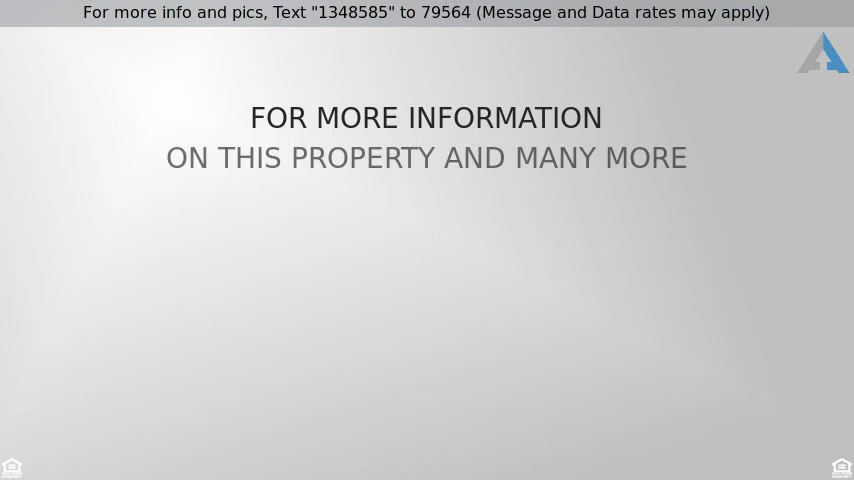 For more info and pics, Text "1348585" to 79564 (Message and Data rates may apply)
FOR MORE INFORMATION
ON THIS PROPERTY AND MANY MORE